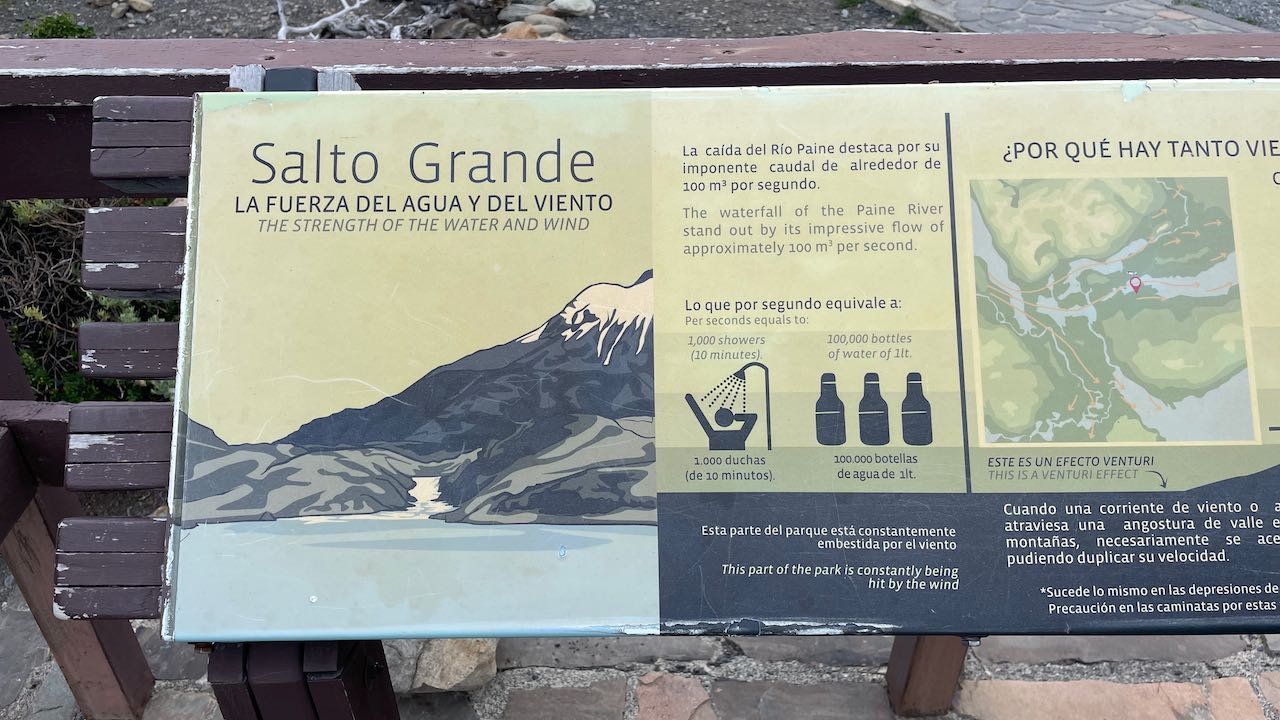 Salto Grande
LA FUERZA DEL AGUA Y DEL VIENTO
THE STRENGTH OF THE WATER AND WIND
La caída del Río Paine destaca por su
imponente caudal de alrededor de
100 m³ por segundo.
The waterfall of the Paine River
stand out by its impressive flow of
approximately 100 m³ per second.
Lo que por segundo equivale a:
Per seconds equals to:
1,000 showers
(10 minutes).
100,000 bottles
of water of 1lt.
1.000 duchas
(de 10 minutos).
100.000 botellas
de agua de 1lt.
Esta parte del parque está constantemente
embestida por el viento
This part of the park is constantly being
hit by the wind
¿POR QUÉ HAY TANTO VIE
ESTE ES UN EFECTO VENTURI
THIS IS A VENTURI EFFECT
Cuando una corriente de viento o a
atraviesa una angostura de valle
montañas, necesariamente se ace
pudiendo duplicar su velocidad.
*Sucede lo mismo en las depresiones de
Precaución en las caminatas por estas